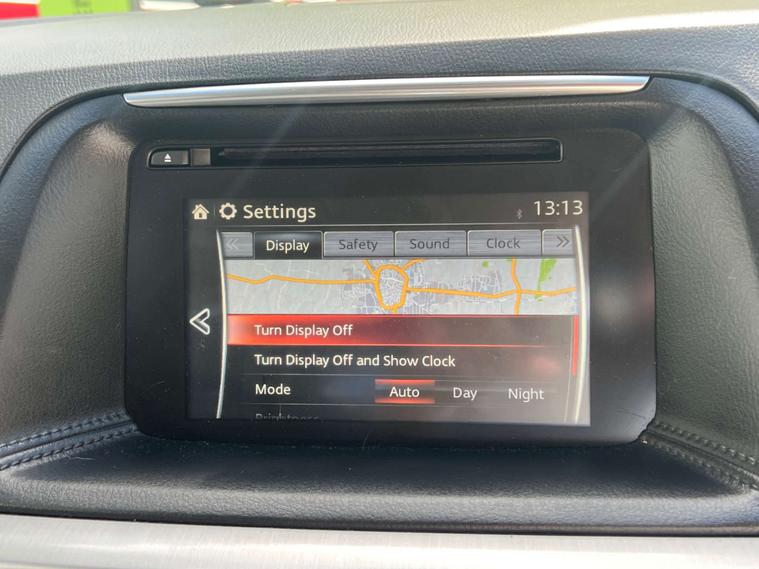 Settings
13:13
Display Safety Sound Clock
Turn Display Off
Turn Display Off and Show Clock
Mode Auto Day Night
Brightness